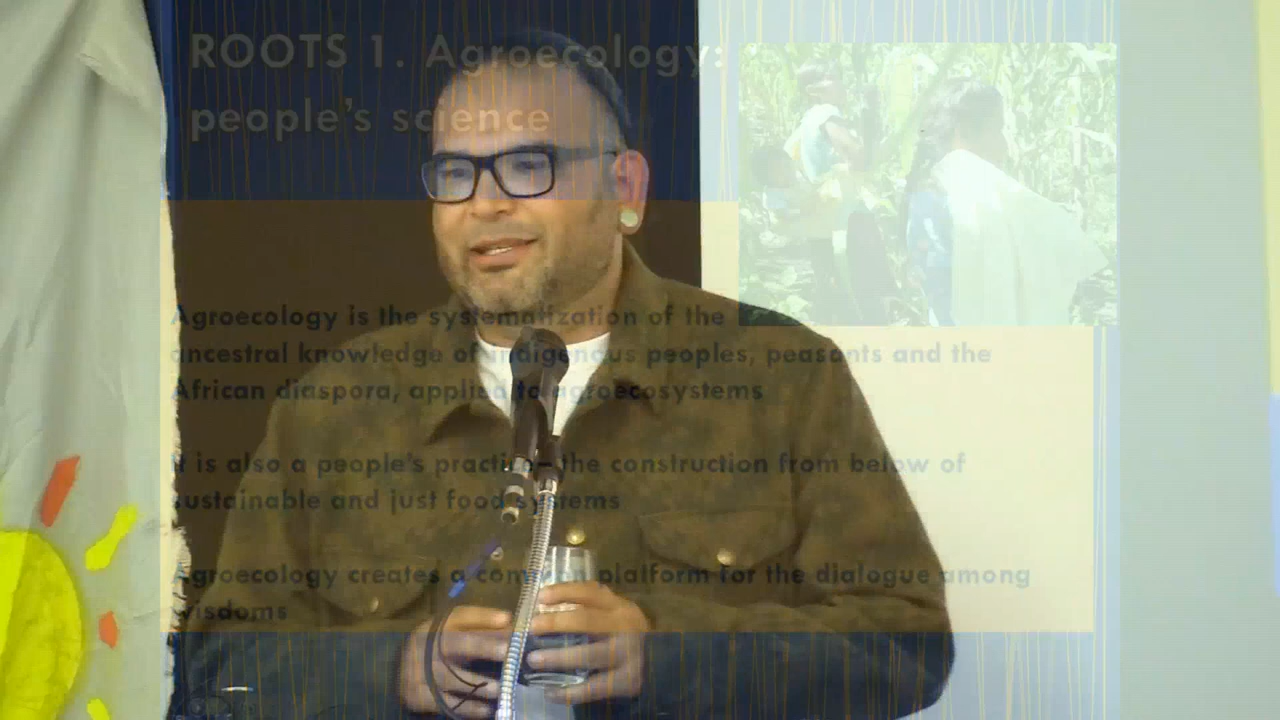 ROOTS 1. Agroecology:
people's science
Agroecology is the systematization of the
ancestral knowledge of indigenous peoples, peasants and the
African diaspora, applied to agroecosystems
It is also a people's practice–the construction from below of
sustainable and just food systems
Agroecology creates a common platform for the dialogue among
wisdoms